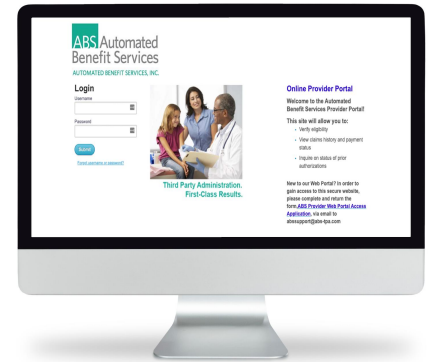 ABS Automated
Benefit Services
AUTOMATED BENEFIT SERVICES, INC.
Login
Username
Password
Submit
Forgot username or password?
Third Party Administration.
First-Class Results.
Online Provider Portal
Welcome to the Automated
Benefit Services Provider Portal!
This site will allow you to:
• Verify eligibility
• View claims history and payment
status
• Inquire on status of prior
authorizations
New to our Web Portal? In order to
gain access to this secure website,
please complete and return the
form,ABS Provider Web Portal Access
Application, via email to
abssupport@abs-tpa.com